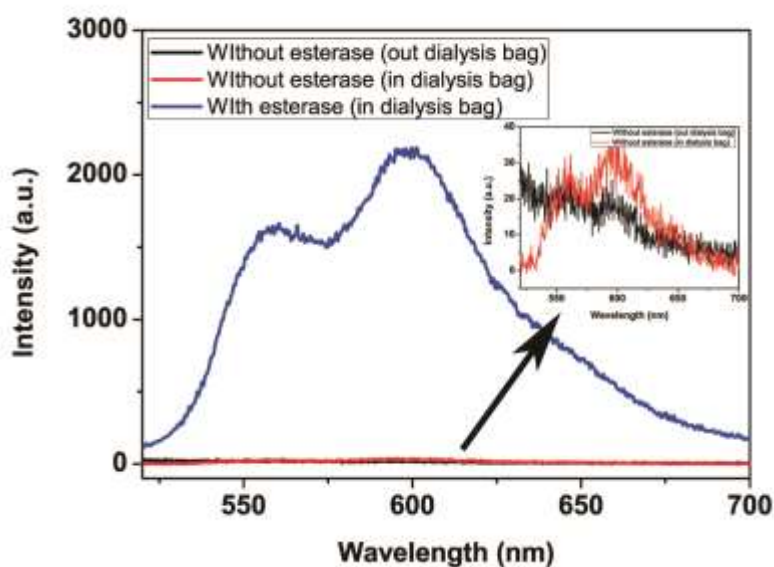 3000
WIthout esterase (out dialysis bag)
WIthout esterase (in dialysis bag)
WIth esterase (in dialysis bag)
2000
1000
0
Intensity (a.u.)
550
600
650
700
Wavelength (nm)
40
30
20
10
0
Without esterase (out dialysis bag)
Without esterase (in dialysis bag)
Intensity (a.u.)
550
600
650
700
Wavelength (nm)